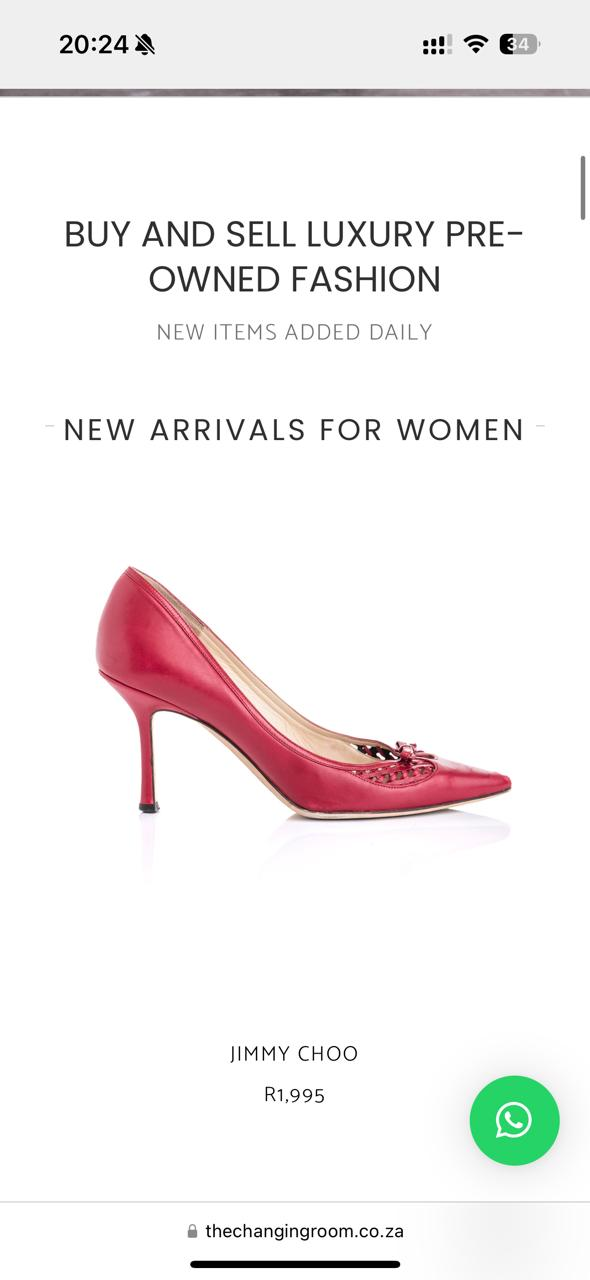 20:24
34
BUY AND SELL LUXURY PRE-
OWNED FASHION
NEW ITEMS ADDED DAILY
NEW ARRIVALS FOR WOMEN
JIMMY CHOO
R1,995
thechangingroom.co.za